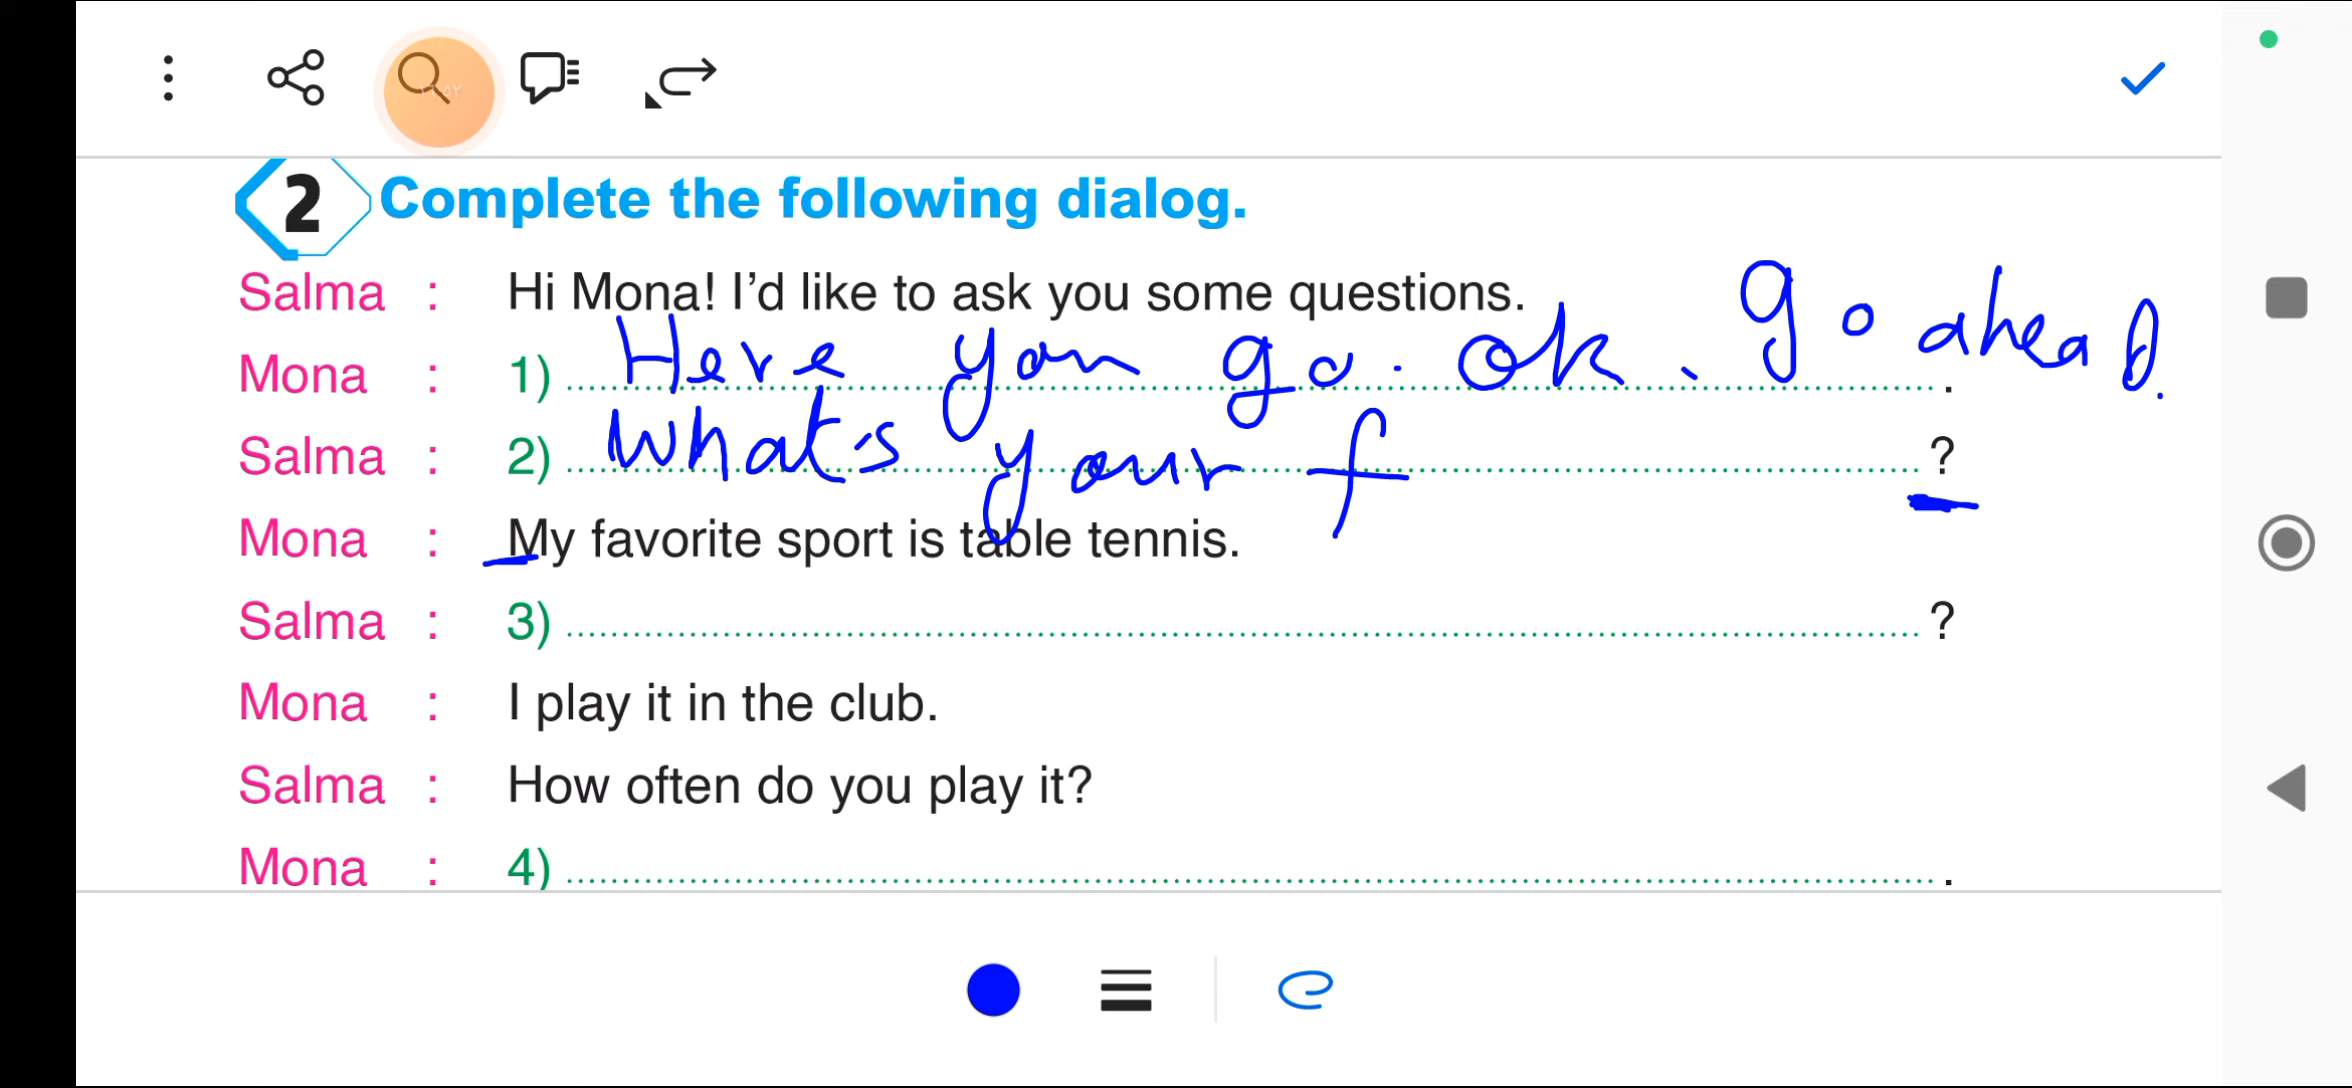 2 Complete the following dialog.
Salma : Hi Mona! I'd like to ask you some questions.
Mona : 1) Here you go. Ok. go ahead.
Salma : 2) What's your f ?
Mona : My favorite sport is table tennis.
Salma : 3) ?
Mona : I play it in the club.
Salma : How often do you play it?
Mona : 4) .